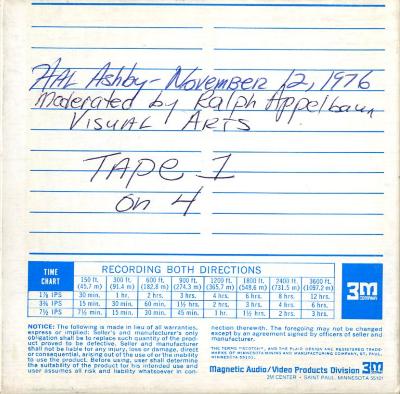 HAL Ashby - November 12, 1976
Moderated by Ralph Appelbaum
VISUAL ARTS
TAPE 1
on 4
TIME CHART
RECORDING BOTH DIRECTIONS
150 ft. (45.7 m) 300 ft. (91.4 m) 600 ft. (182.8 m) 900 ft. (274.3 m) 1200 ft. (365.7 m) 1800 ft. (549.6 m) 2400 ft. (731.5 m) 3600 ft. (1097.2 m)
1⅞ IPS 30 min. 1 hr. 2 hrs. 3 hrs. 4 hrs. 6 hrs. 8 hrs. 12 hrs.
3¾ IPS 15 min. 30 min. 60 min. 1½ hrs. 2 hrs. 3 hrs. 4 hrs. 6 hrs.
7½ IPS 7½ min. 15 min. 30 min. 45 min. 1 hr. 1½ hrs. 2 hrs. 3 hrs.
3M
COMPANY
NOTICE: The following is made in lieu of all warranties,
express or implied: Seller's and manufacturer's only
obligation shall be to replace such quantity of the prod-
uct proved to be defective. Seller and manufacturer
shall not be liable for any injury, loss or damage, direct
or consequential, arising out of the use of or the inability
to use the product. Before using, user shall determine
the suitability of the product for his intended use and
user assumes all risk and liability whatsoever in con-
nection therewith. The foregoing may not be changed
except by an agreement signed by officers of seller and
manufacturer.
THE TERMS "SCOTCH", AND THE PLAID DESIGN ARE REGISTERED TRADE-
MARKS OF MINNESOTA MINING AND MANUFACTURING COMPANY, ST. PAUL,
MINNESOTA 55101.
Magnetic Audio/Video Products Division 3M
3M CENTER • SAINT PAUL, MINNESOTA 55101 COMPANY